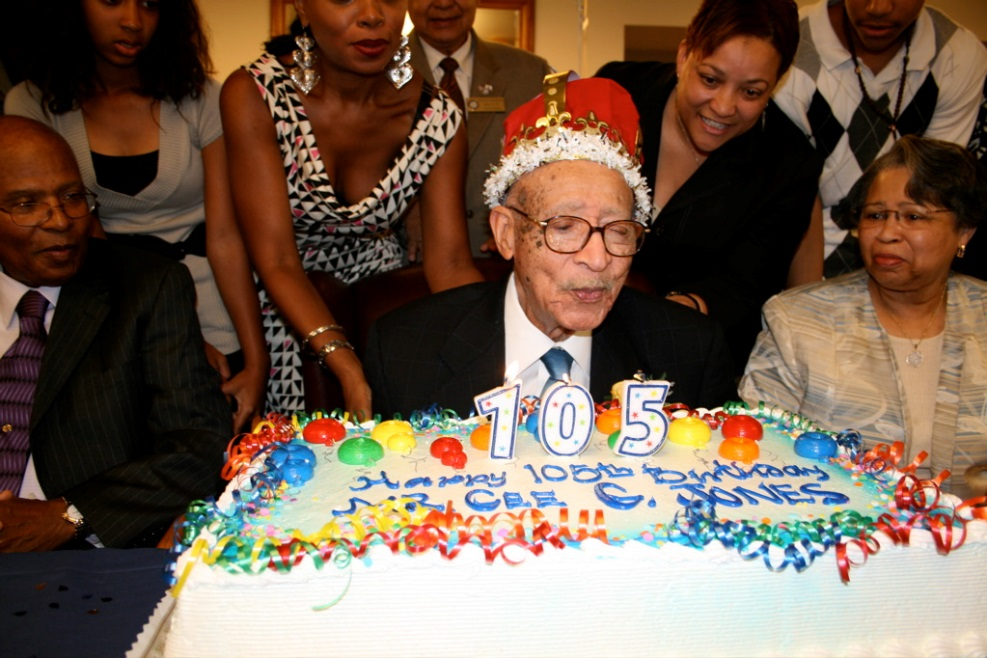 105
Happy 105th Birthday
MR. CEE G. JONES